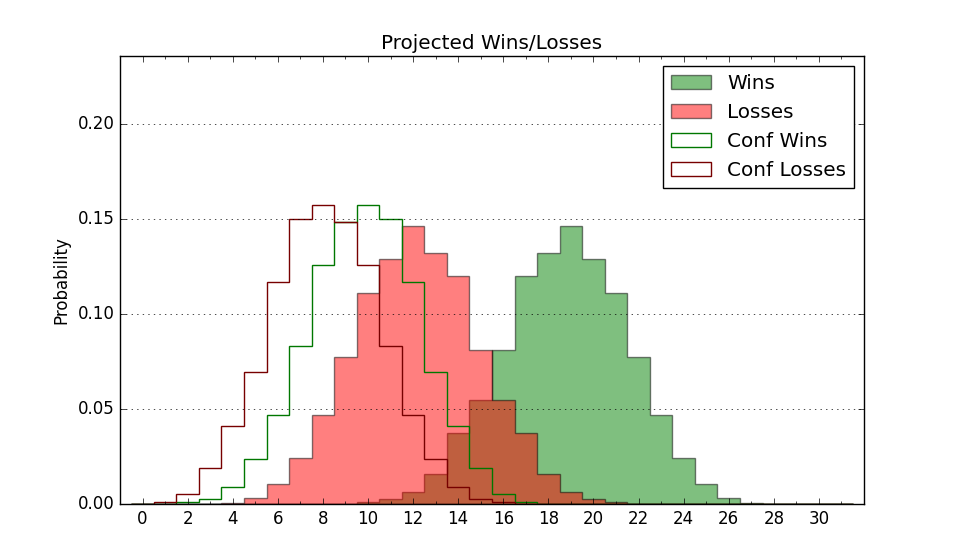 Projected Wins/Losses
Wins
Losses
Conf Wins
Conf Losses
Probability
0.20
0.15
0.10
0.05
0.00
0 2 4 6 8 10 12 14 16 18 20 22 24 26 28 30